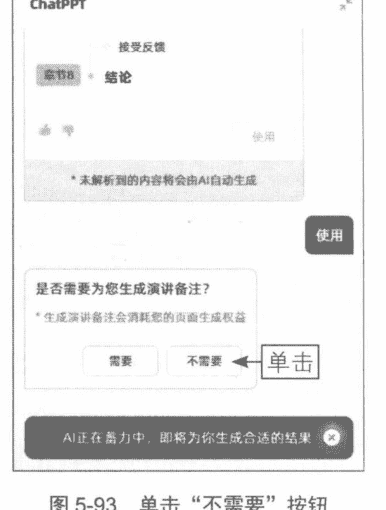 ChatPPT
接受反馈
章节8
结论
使用
* 未解析到的内容将会由AI自动生成
使用
是否需要为您生成演讲备注?
* 生成演讲备注会消耗您的页面生成权益
需要
不需要
单击
AI正在蓄力中，即将为你生成合适的结果
图 5-93 单击“不需要”按钮